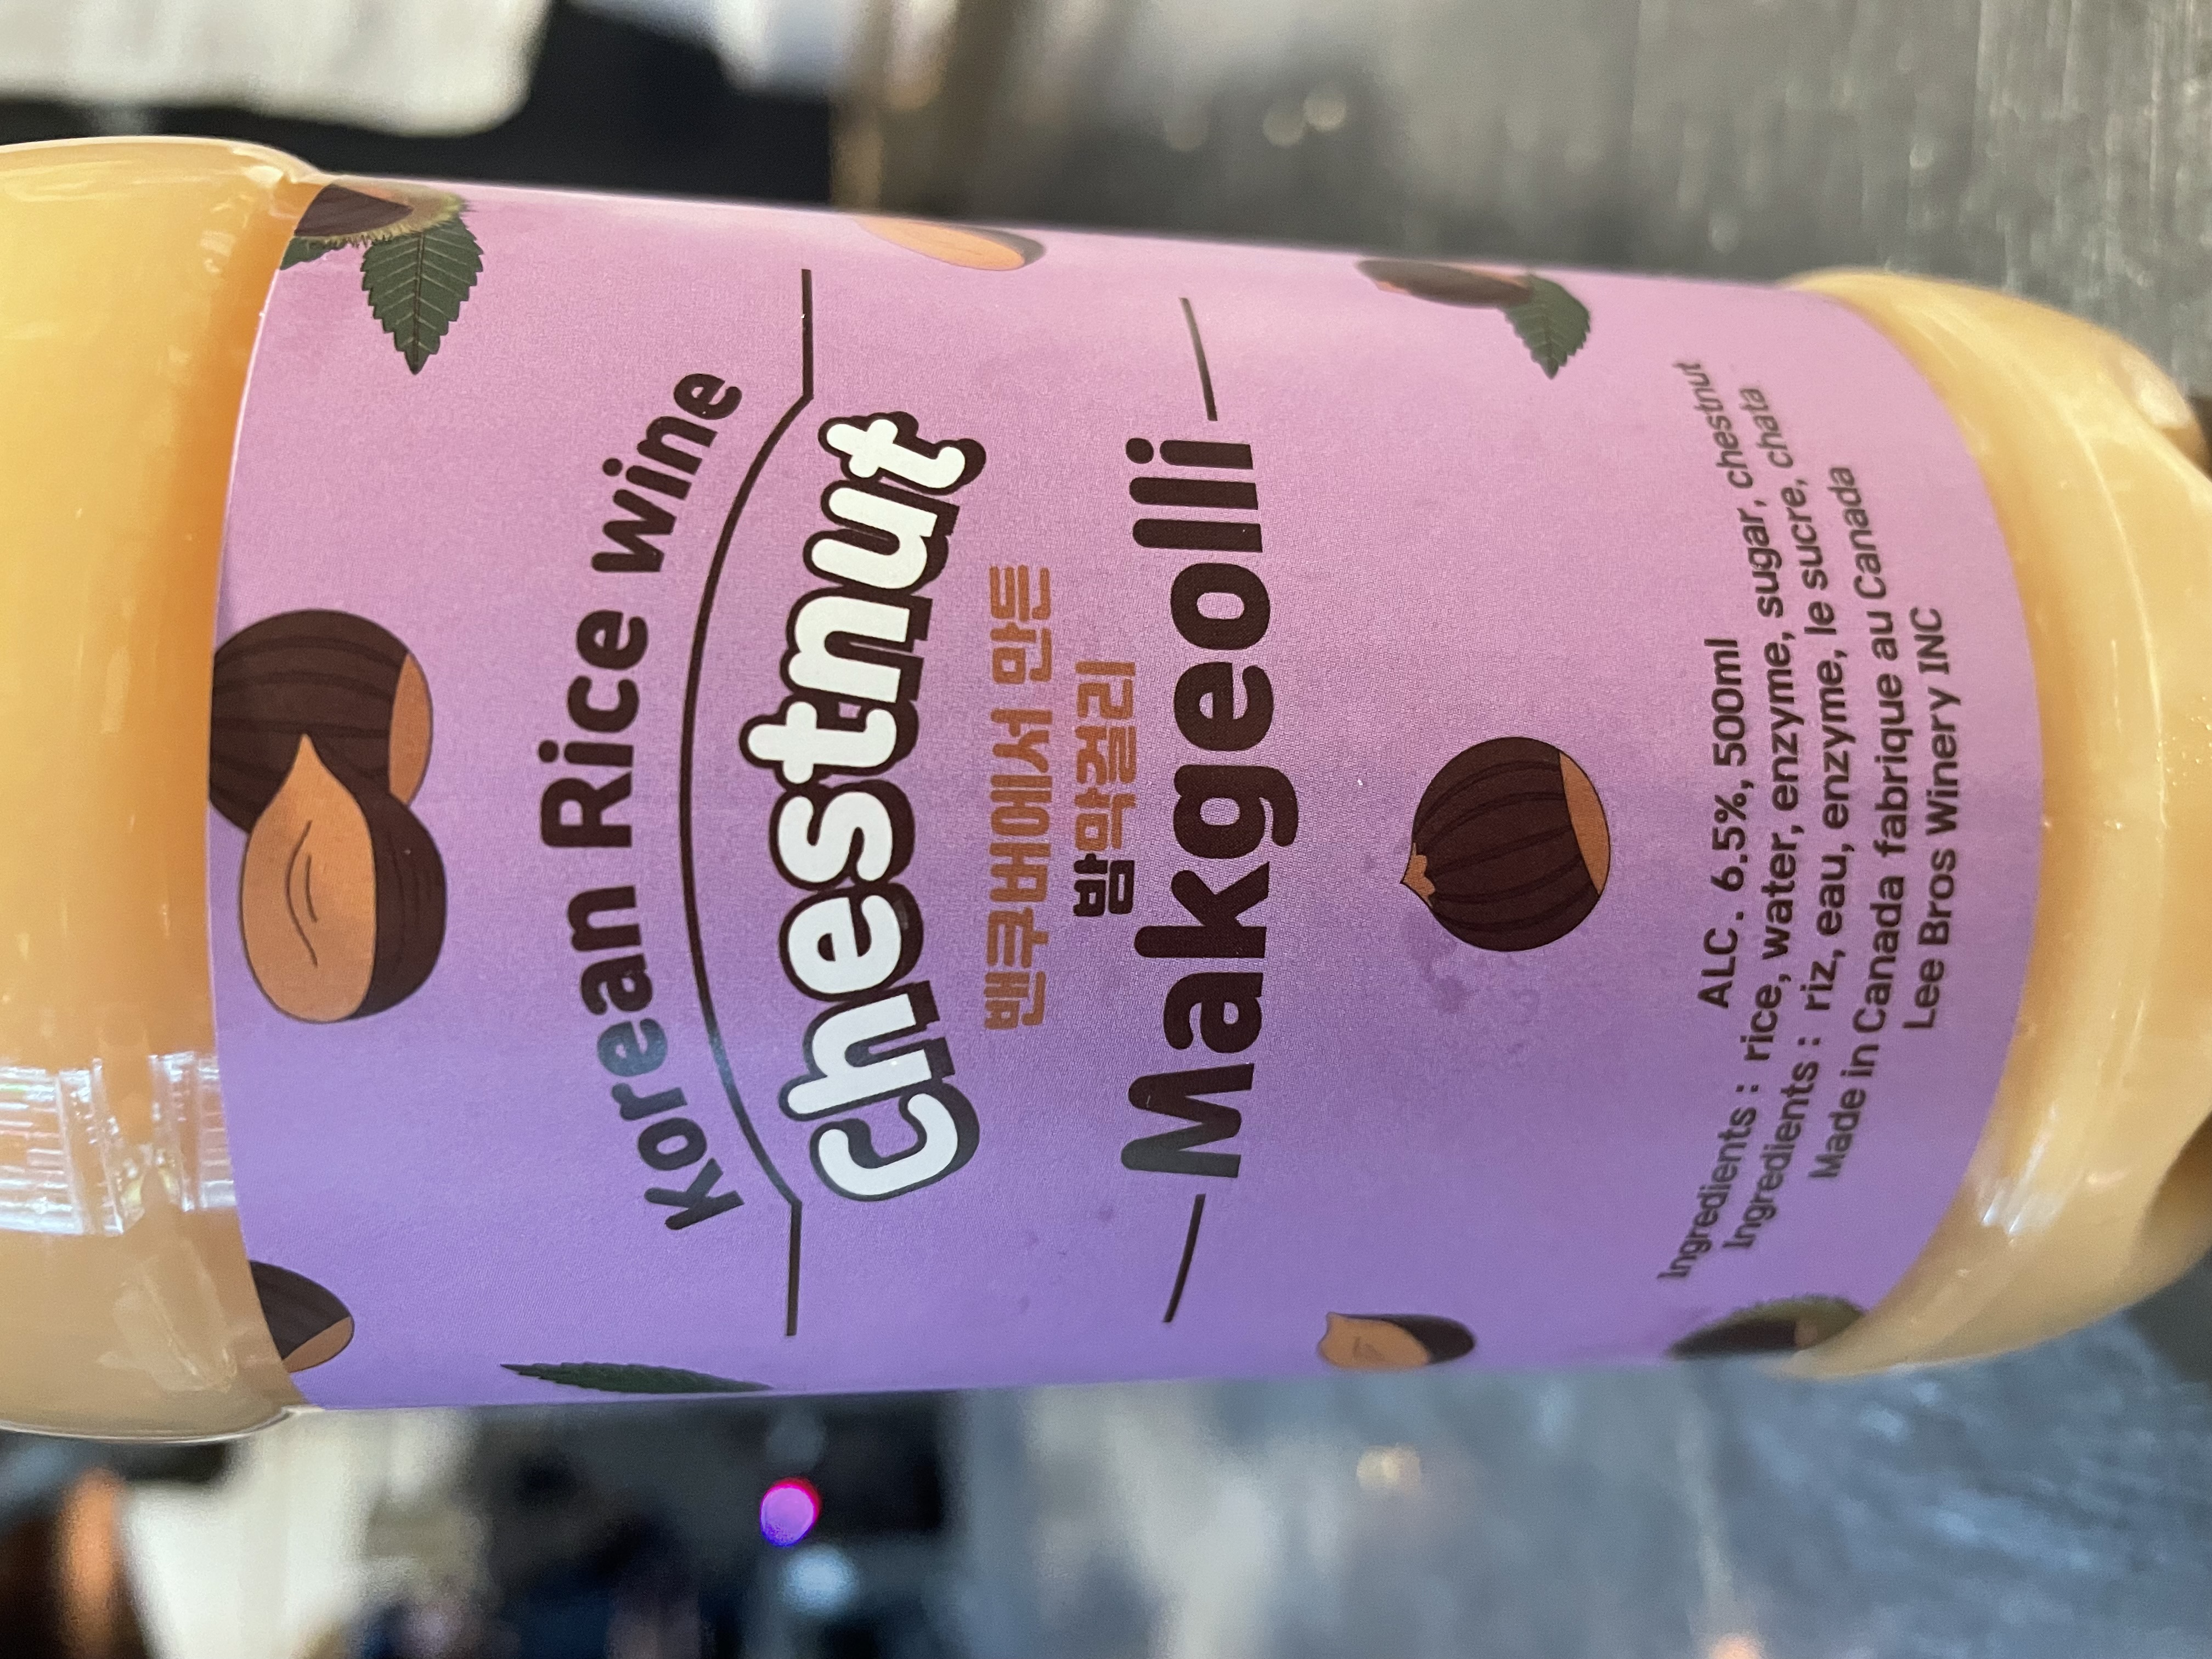 Korean Rice wine
Chestnut
밴쿠버에서 만든
밤막걸리
Makgeolli
ALC. 6.5%, 500ml
Ingredients : rice, water, enzyme, sugar, chestnut
Ingredients : riz, eau, enzyme, le sucre, chata
Made in Canada fabrique au Canada
Lee Bros Winery INC